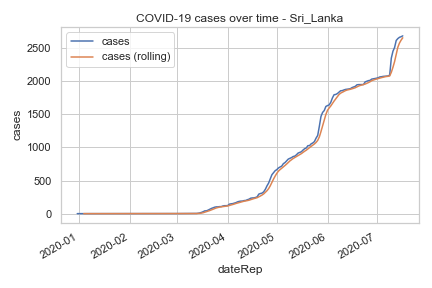 COVID-19 cases over time - Sri_Lanka
cases
cases (rolling)
2500
2000
1500
1000
500
0
cases
2020-01
2020-02
2020-03
2020-04
2020-05
2020-06
2020-07
dateRep